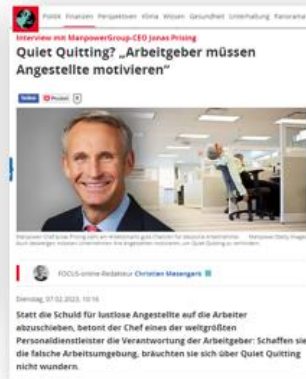 Politik Finanzen Perspektiven Klima Wissen Gesundheit Unterhaltung Panorama
Interview mit ManpowerGroup-CEO Jonas Prising
Quiet Quitting? „Arbeitgeber müssen
Angestellte motivieren“
Teilen Pocket
FOCUS-online-Redakteur Christian Masengarb
Dienstag, 07.02.2023, 10:16
Statt die Schuld für lustlose Angestellte auf die Arbeiter
abzuschieben, betont der Chef eines der weltgrößten
Personaldienstleister die Verantwortung der Arbeitgeber: Schaffen sie
die falsche Arbeitsumgebung, bräuchten sie sich über Quiet Quitting
nicht wundern.